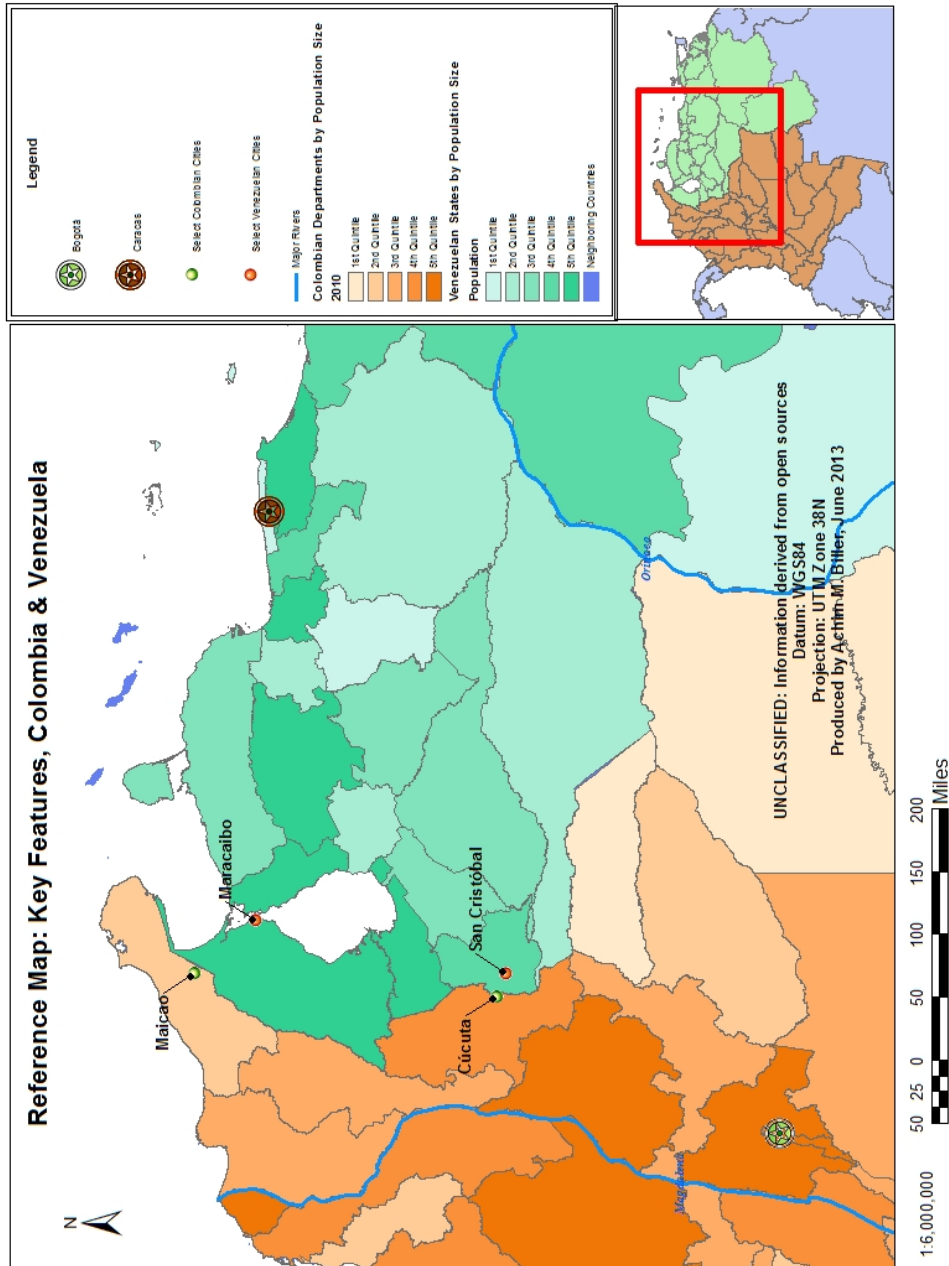 Reference Map: Key Features, Colombia & Venezuela
N
Maicao
Maracaibo
Cúcuta
San Cristóbal
Magdalena
Orinoco
UNCLASSIFIED: Information derived from open sources
Datum: WGS84
Projection: UTM Zone 38N
Produced by Achim M. Biller, June 2013
1:6,000,000
50 25 0 50 100 150 200
Miles
Legend
Bogotá
Caracas
Select Colombian Cities
Select Venezuelan Cities
Major Rivers
Colombian Departments by Population Size
2010
1st Quintile
2nd Quintile
3rd Quintile
4th Quintile
5th Quintile
Venezuelan States by Population Size
Population
1st Quintile
2nd Quintile
3rd Quintile
4th Quintile
5th Quintile
Neighboring Countries